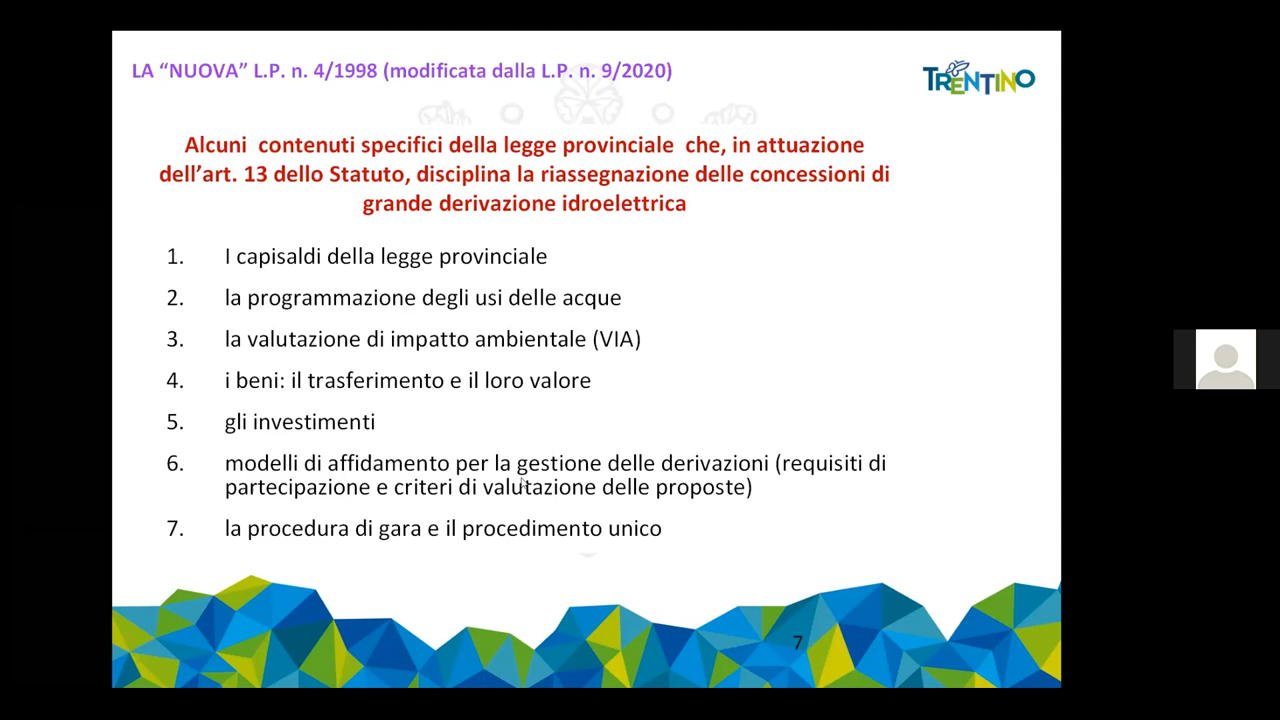 LA “NUOVA” L.P. n. 4/1998 (modificata dalla L.P. n. 9/2020)
TRENTINO
Alcuni contenuti specifici della legge provinciale che, in attuazione
dell’art. 13 dello Statuto, disciplina la riassegnazione delle concessioni di
grande derivazione idroelettrica
1. I capisaldi della legge provinciale
2. la programmazione degli usi delle acque
3. la valutazione di impatto ambientale (VIA)
4. i beni: il trasferimento e il loro valore
5. gli investimenti
6. modelli di affidamento per la gestione delle derivazioni (requisiti di
partecipazione e criteri di valutazione delle proposte)
7. la procedura di gara e il procedimento unico
7